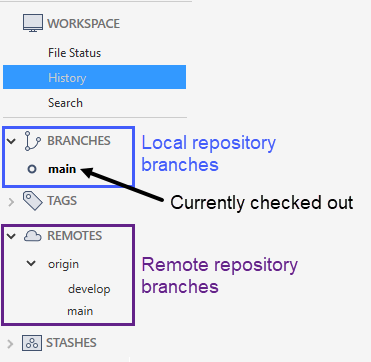 WORKSPACE
File Status
History
Search
BRANCHES
Local repository
branches
main
Currently checked out
TAGS
REMOTES
origin
Remote repository
branches
develop
main
STASHES